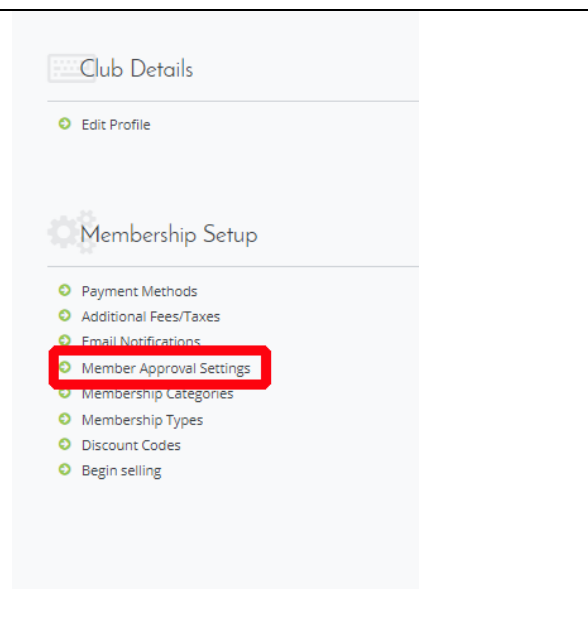 Club Details
Edit Profile
Membership Setup
Payment Methods
Additional Fees/Taxes
Email Notifications
Member Approval Settings
Membership Categories
Membership Types
Discount Codes
Begin selling